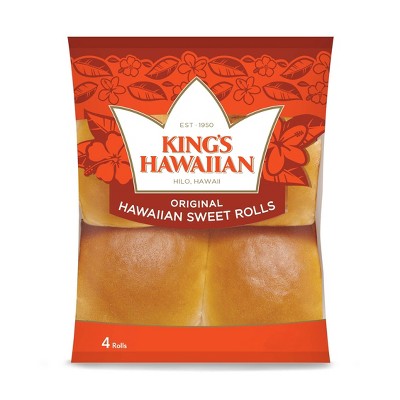 EST - 1950
KING'S
HAWAIIAN
HILO, HAWAII
ORIGINAL
HAWAIIAN SWEET ROLLS
4 Rolls